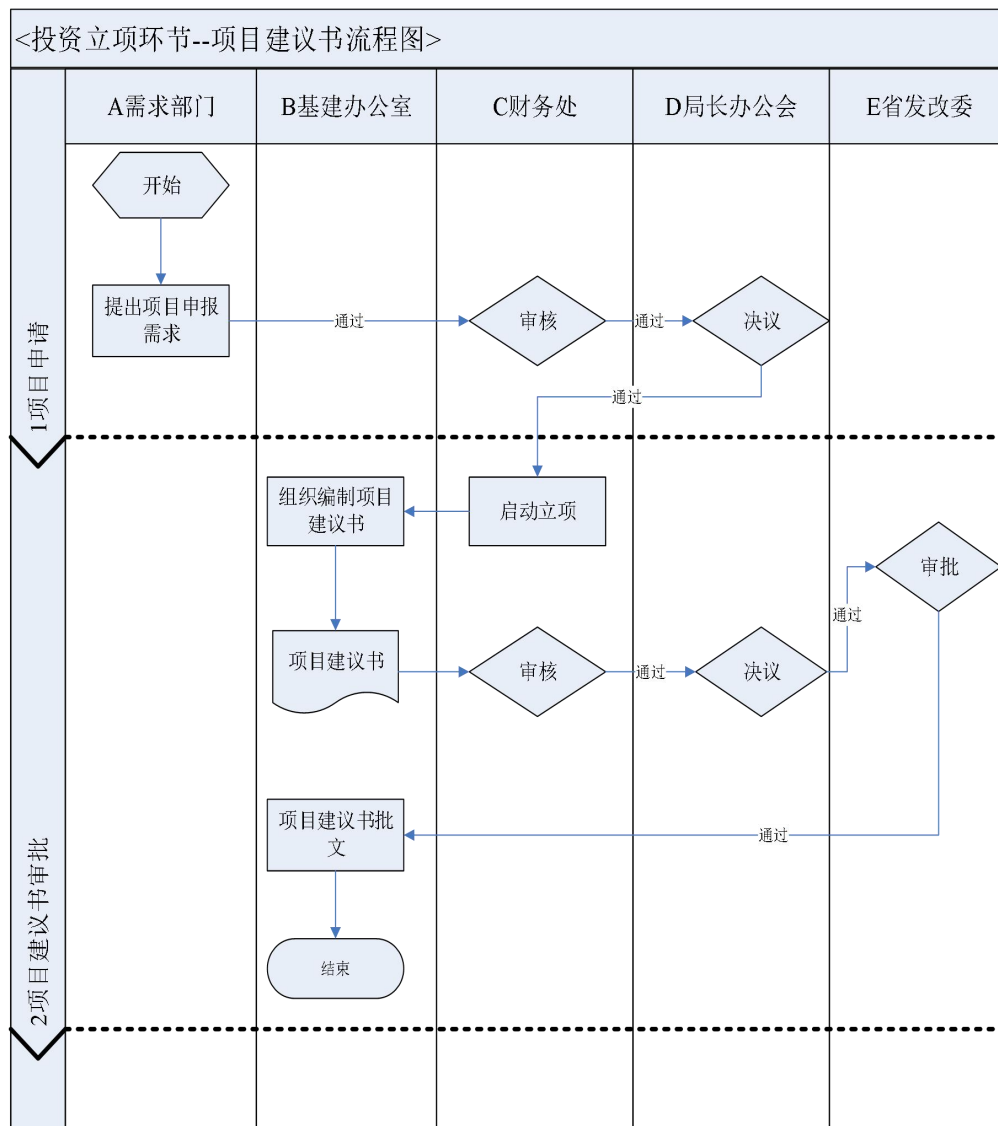 <投资立项环节--项目建议书流程图>
A需求部门
B基建办公室
C财务处
D局长办公会
E省发改委
1项目申请
开始
提出项目申报
需求
通过
审核
通过
决议
通过
2项目建议书审批
组织编制项目
建议书
启动立项
审批
通过
项目建议书
审核
通过
决议
项目建议书批
文
通过
结束